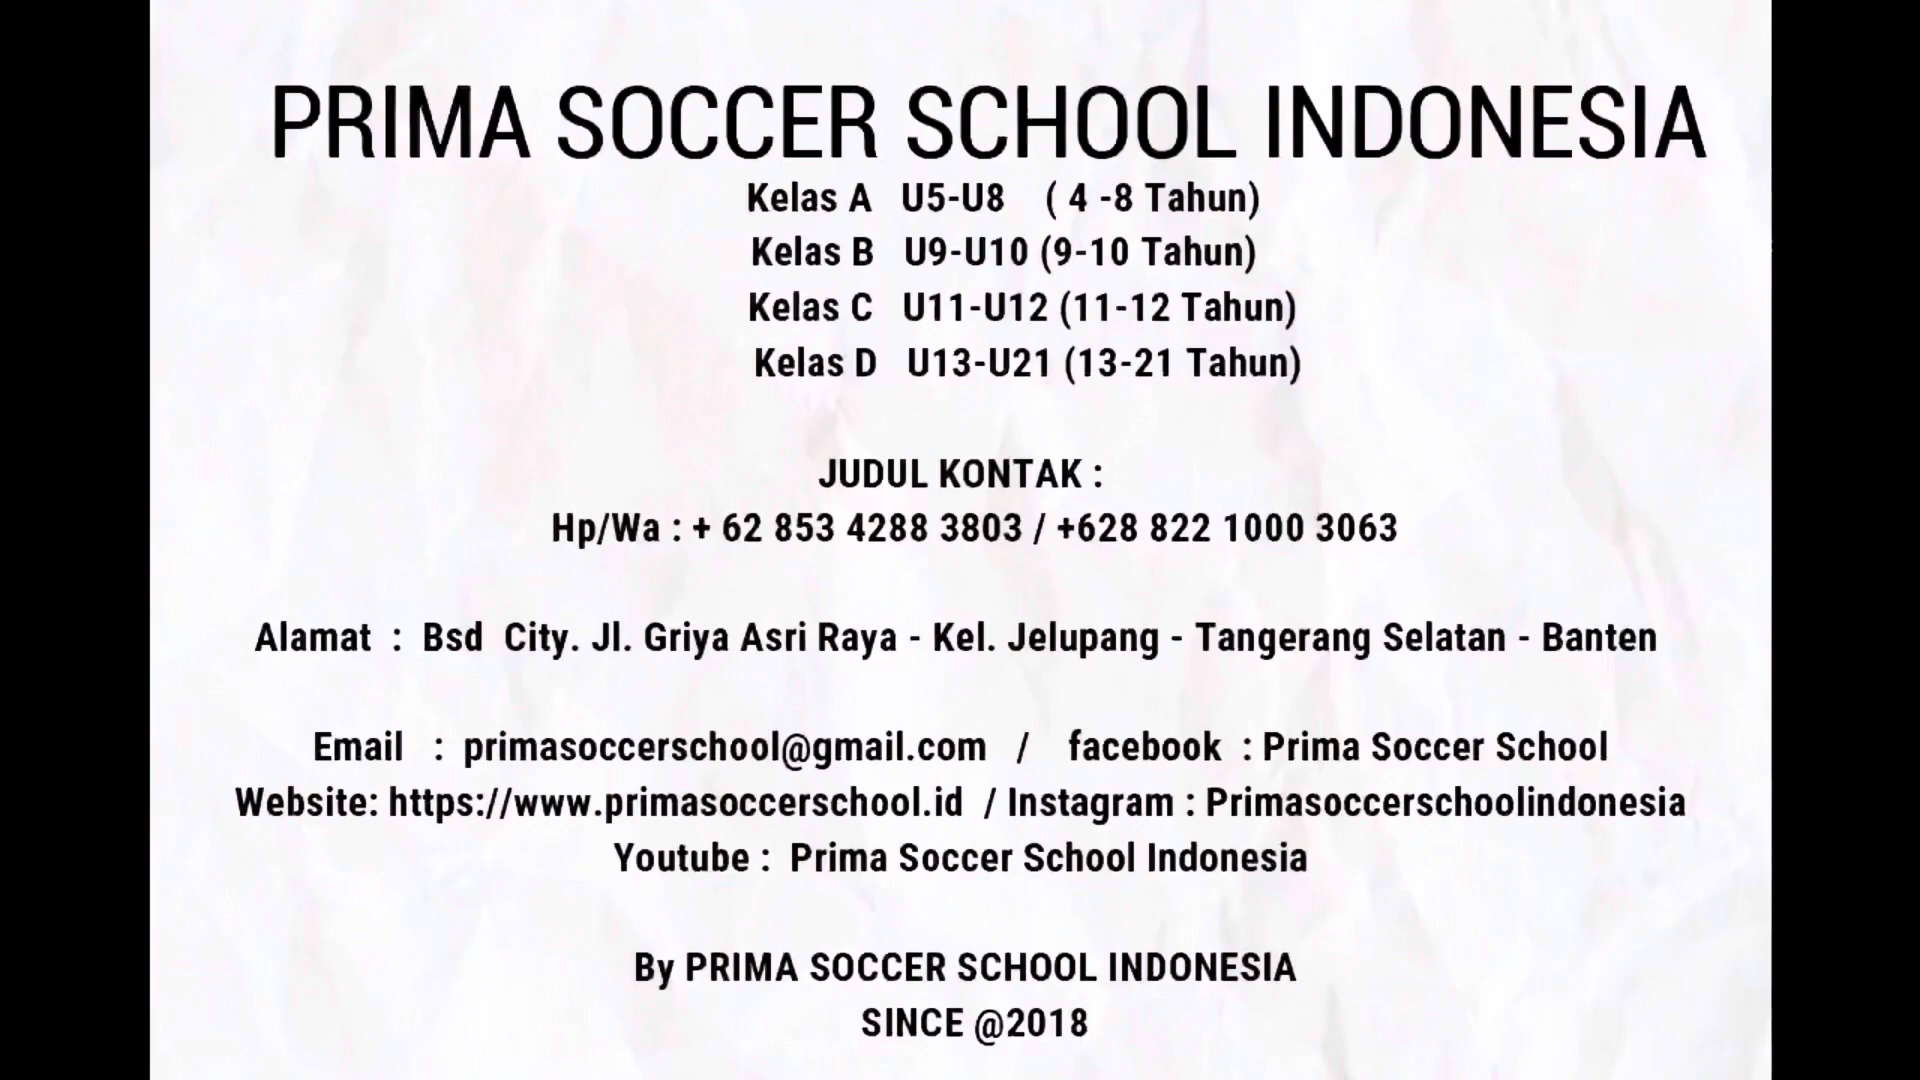 PRIMA SOCCER SCHOOL INDONESIA
Kelas A U5-U8 ( 4 -8 Tahun)
Kelas B U9-U10 (9-10 Tahun)
Kelas C U11-U12 (11-12 Tahun)
Kelas D U13-U21 (13-21 Tahun)
JUDUL KONTAK :
Hp/Wa : + 62 853 4288 3803 / +628 822 1000 3063
Alamat : Bsd City. Jl. Griya Asri Raya - Kel. Jelupang - Tangerang Selatan - Banten
Email : primasoccerschool@gmail.com / facebook : Prima Soccer School
Website: https://www.primasoccerschool.id / Instagram : Primasoccerschoolindonesia
Youtube : Prima Soccer School Indonesia
By PRIMA SOCCER SCHOOL INDONESIA
SINCE @2018